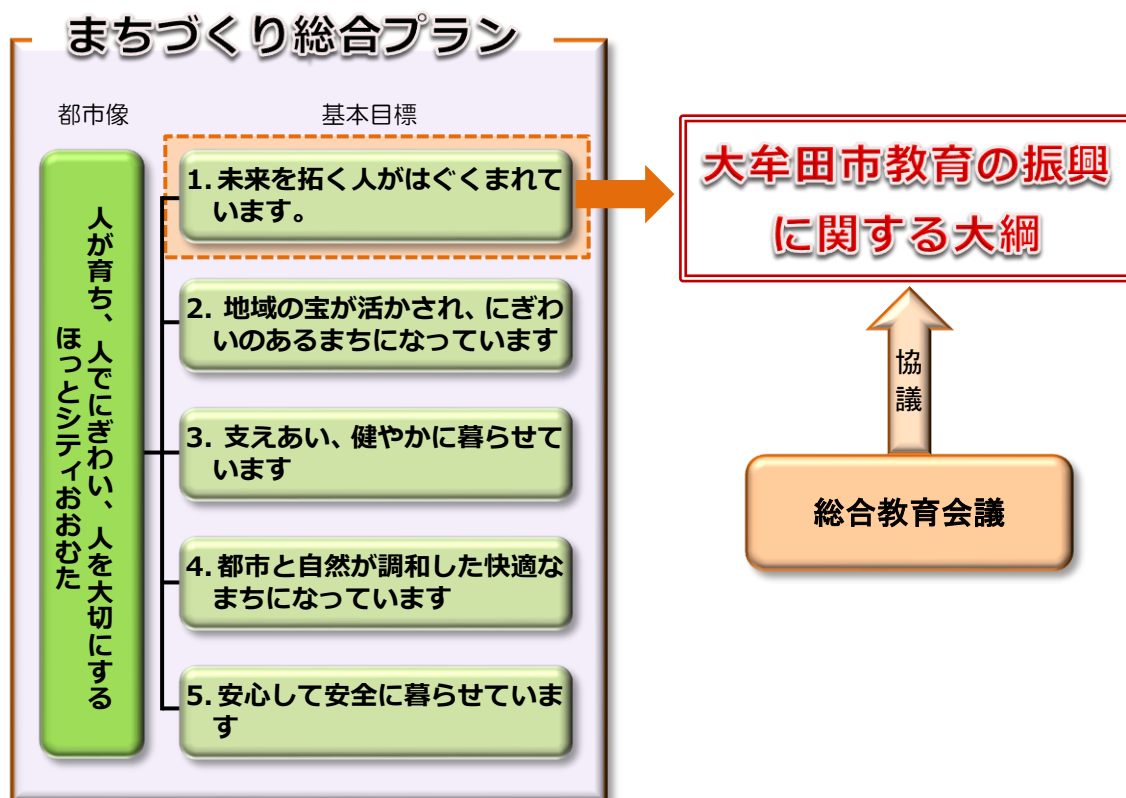 まちづくり総合プラン
都市像
基本目標
人が育ち、人でにぎわい、人を大切にする
ほっとシティおおむた
1. 未来を拓く人がはぐくまれて
います。
2. 地域の宝が活かされ、にぎわ
いのあるまちになっています
3. 支えあい、健やかに暮らせて
います
4. 都市と自然が調和した快適な
まちになっています
5. 安心して安全に暮らせていま
す
大牟田市教育の振興
に関する大綱
協議
総合教育会議